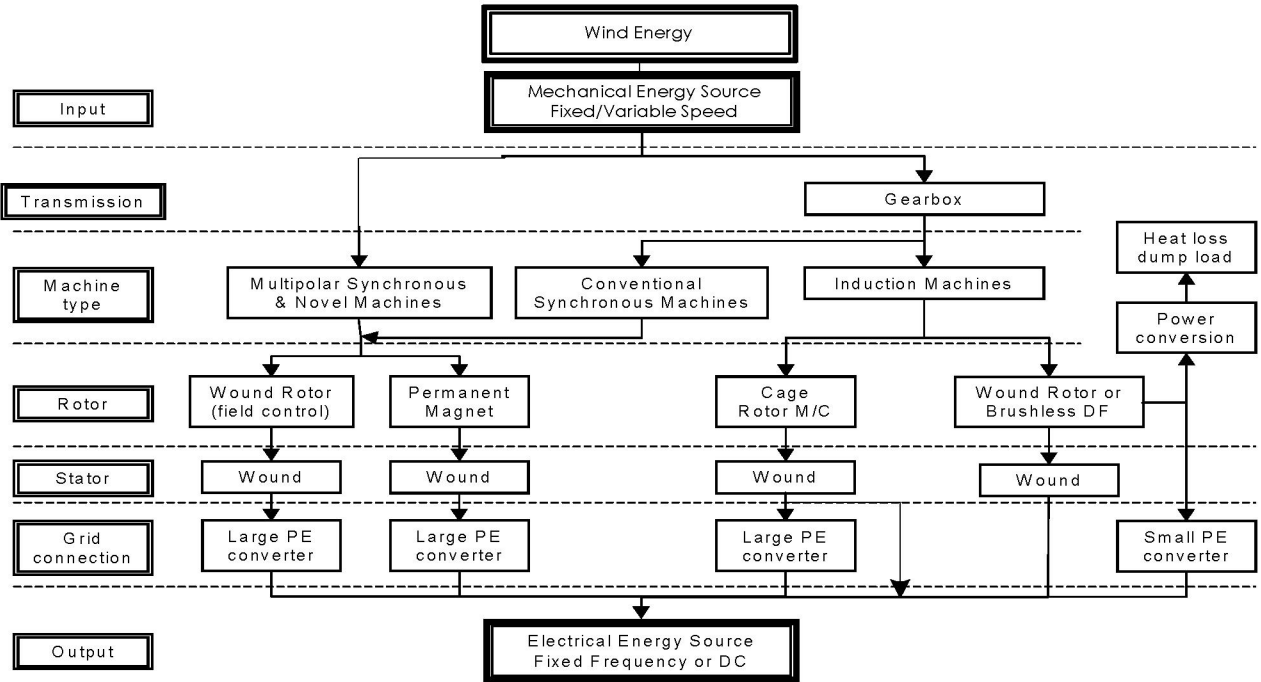 Wind Energy
Mechanical Energy Source
Fixed/Variable Speed
Input
Transmission
Gearbox
Heat loss
dump load
Machine
type
Multipolar Synchronous
& Novel Machines
Conventional
Synchronous Machines
Induction Machines
Power
conversion
Rotor
Wound Rotor
(field control)
Permanent
Magnet
Cage
Rotor M/C
Wound Rotor or
Brushless DF
Stator
Wound
Wound
Wound
Wound
Grid
connection
Large PE
converter
Large PE
converter
Large PE
converter
Small PE
converter
Output
Electrical Energy Source
Fixed Frequency or DC